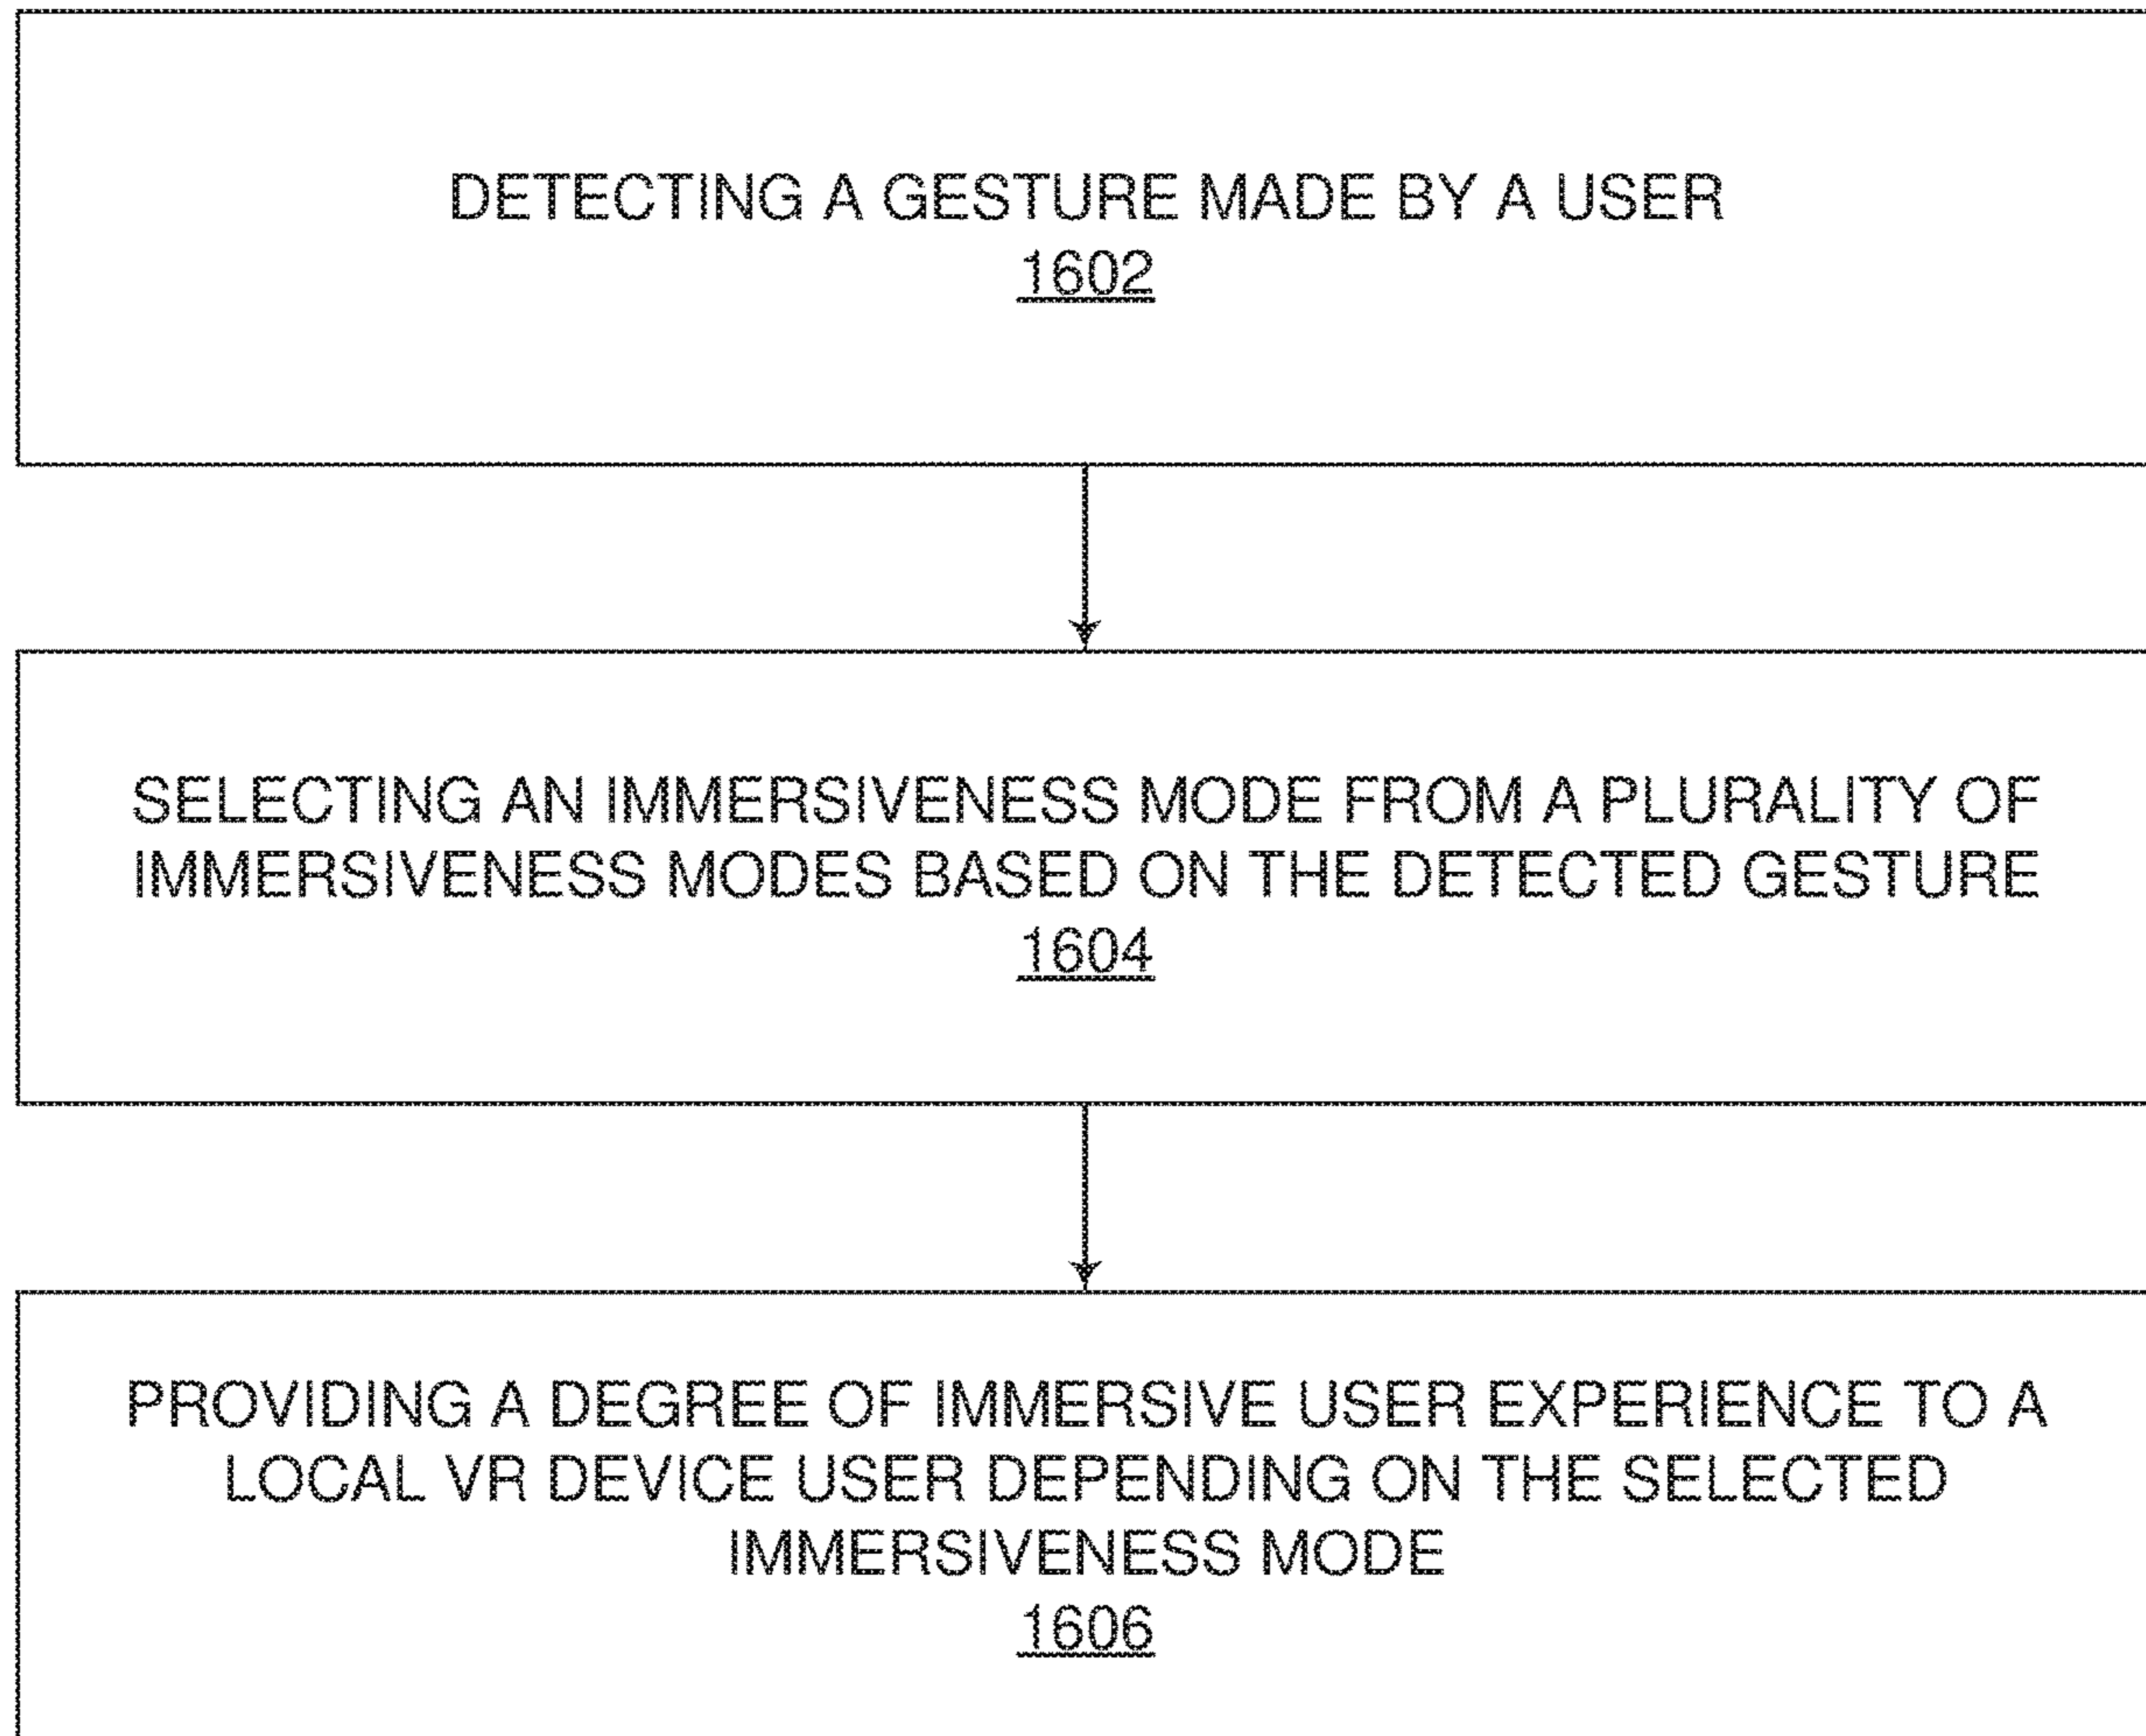 DETECTING A GESTURE MADE BY A USER
1602
SELECTING AN IMMERSIVENESS MODE FROM A PLURALITY OF
IMMERSIVENESS MODES BASED ON THE DETECTED GESTURE
1604
PROVIDING A DEGREE OF IMMERSIVE USER EXPERIENCE TO A
LOCAL VR DEVICE USER DEPENDING ON THE SELECTED
IMMERSIVENESS MODE
1606